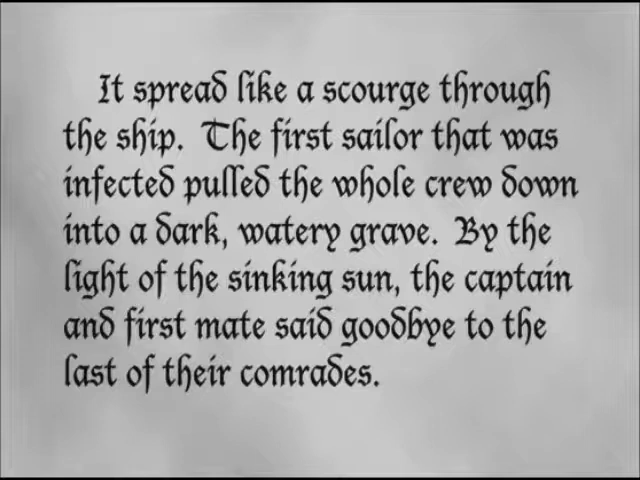 It spread like a scourge through
the ship. The first sailor that was
infected pulled the whole crew down
into a dark, watery grave. By the
light of the sinking sun, the captain
and first mate said goodbye to the
last of their comrades.